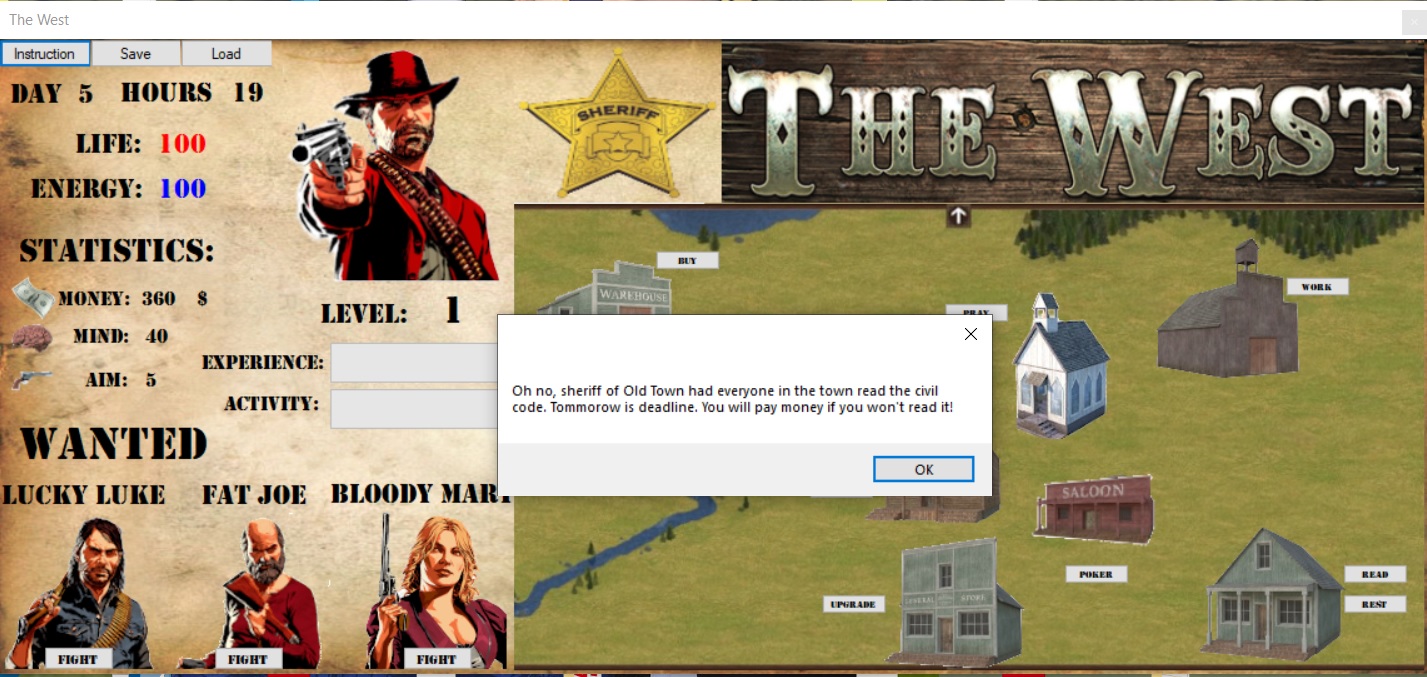 The West
Instruction Save Load
DAY 5 HOURS 19
LIFE: 100
ENERGY: 100
STATISTICS:
MONEY: 360 $
MIND: 40
AIM: 5
LEVEL: 1
EXPERIENCE:
ACTIVITY:
WANTED
LUCKY LUKE FAT JOE BLOODY MARY
FIGHT FIGHT FIGHT
SHERIFF
THE WEST
BUY
WAREHOUSE
WORK
PRAY
Oh no, sheriff of Old Town had everyone in the town read the civil
code. Tommorow is deadline. You will pay money if you won't read it!
OK
SALOON
POKER
READ
UPGRADE
GENERAL STORE
REST